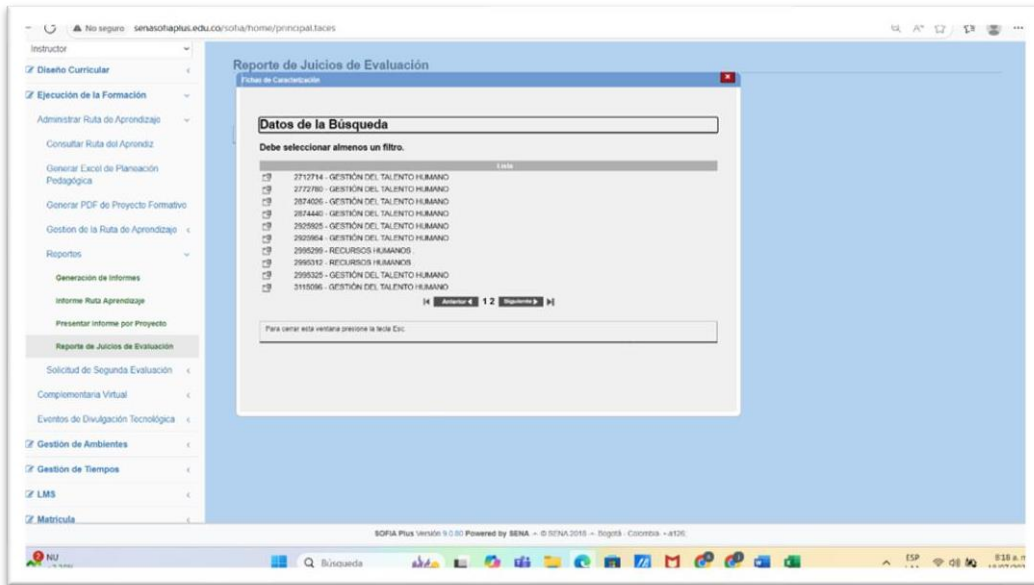 No seguro senasofiaplus.edu.co/sofia/home/principal.faces
Instructor
Diseño Curricular
Ejecución de la Formación
Administrar Ruta de Aprendizaje
Consultar Ruta del Aprendiz
Generar Excel de Planeación
Pedagógica
Generar PDF de Proyecto Formativo
Gestion de la Ruta de Aprendizaje
Reportos
Generación de Informes
Informe Ruta Aprendizaje
Presentar Informe por Proyecto
Reporte de Juicios de Evaluación
Solicitud de Segunda Evaluación
Complementaria Virtual
Eventos de Divulgación Tecnológica
Gestión de Ambientes
Gestion de Tiempos
LMS
Matricula
Reporte de Juicios de Evaluación
Fichas de Caracterización
Datos de la Búsqueda
Debe seleccionar almenos un filtro.
Lista
2712714 - GESTIÓN DEL TALENTO HUMANO
2772780 - GESTIÓN DEL TALENTO HUMANO
2874026 - GESTIÓN DEL TALENTO HUMANO
2874440 - GESTIÓN DEL TALENTO HUMANO
2925925 - GESTIÓN DEL TALENTO HUMANO
2925984 - GESTIÓN DEL TALENTO HUMANO
2995299 - RECURSOS HUMANOS .
2995312 - RECURSOS HUMANOS .
2995325 - GESTIÓN DEL TALENTO HUMANO
3115096 - GESTIÓN DEL TALENTO HUMANO
Anterior 1 2 Siguiente
Para cerrar esta ventana presione la tecla Esc.
SOFIA Plus Versión 9.0.80 Powered by SENA - © SENA 2018 - Bogotá - Colombia. - a126;
2 NU
Búsqueda
ESP
8:18 a. m.